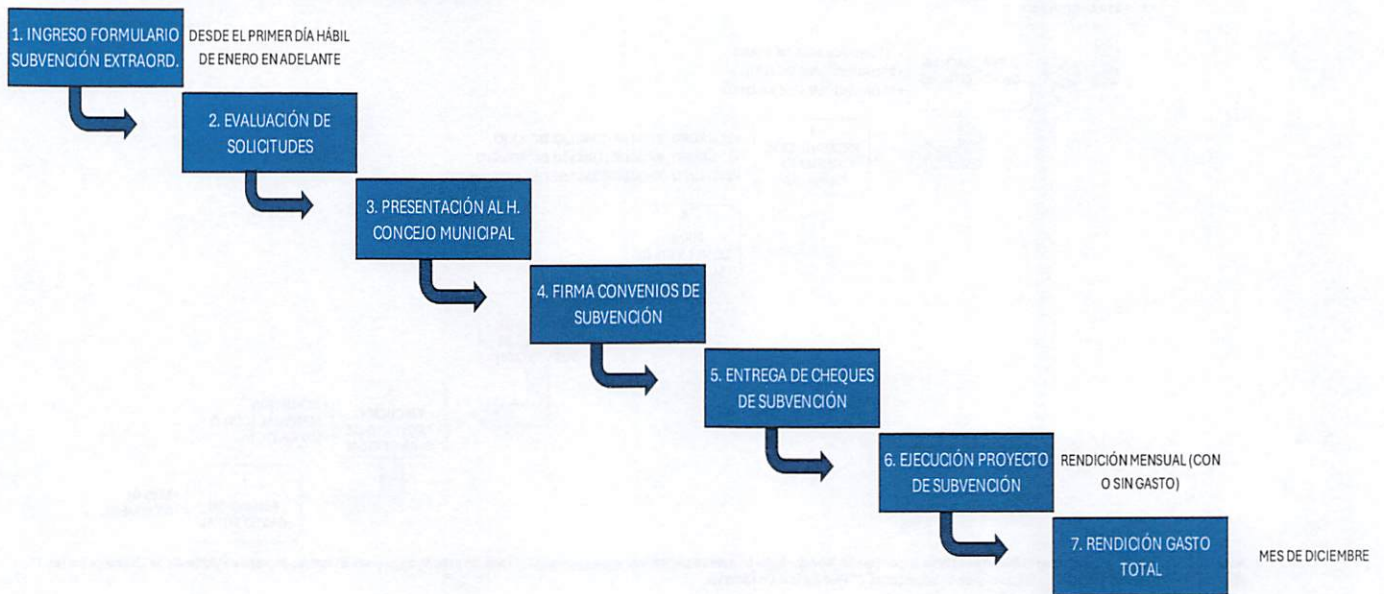 1. INGRESO FORMULARIO
SUBVENCIÓN EXTRAORD.
DESDE EL PRIMER DÍA HÁBIL
DE ENERO EN ADELANTE
2. EVALUACIÓN DE
SOLICITUDES
3. PRESENTACIÓN AL H.
CONCEJO MUNICIPAL
4. FIRMA CONVENIOS DE
SUBVENCIÓN
5. ENTREGA DE CHEQUES
DE SUBVENCIÓN
6. EJECUCIÓN PROYECTO
DE SUBVENCIÓN
RENDICIÓN MENSUAL (CON
O SIN GASTO)
7. RENDICIÓN GASTO
TOTAL
MES DE DICIEMBRE